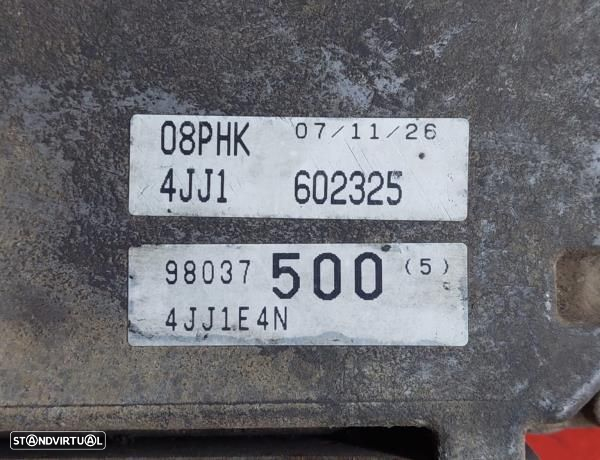 08PHK 07/11/26
4JJ1 602325
98037 500 (5)
4JJ1E4N
STANDVIRTUAL